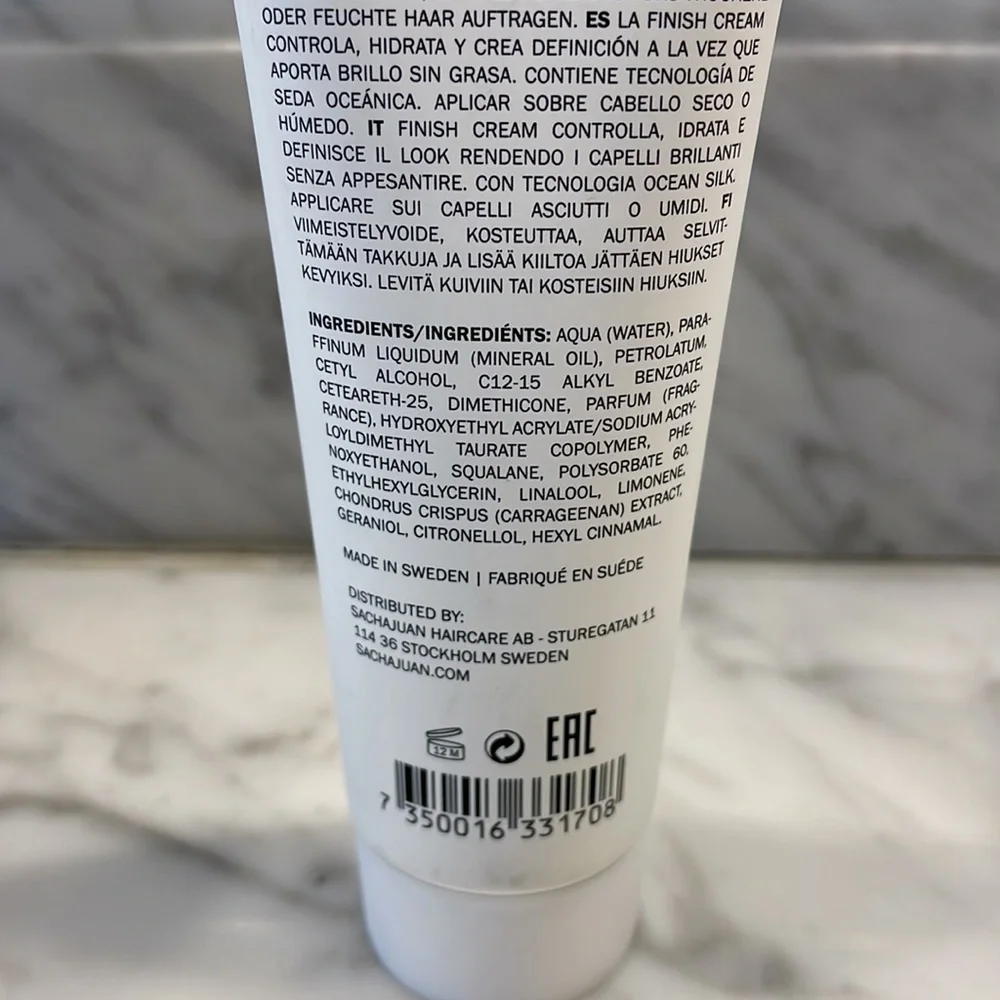 ODER FEUCHTE HAAR AUFTRAGEN. ES LA FINISH CREAM
CONTROLA, HIDRATA Y CREA DEFINICIÓN A LA VEZ QUE
APORTA BRILLO SIN GRASA. CONTIENE TECNOLOGÍA DE
SEDA OCEÁNICA. APLICAR SOBRE CABELLO SECO O
HÚMEDO. IT FINISH CREAM CONTROLLA, IDRATA E
DEFINISCE IL LOOK RENDENDO I CAPELLI BRILLANTI
SENZA APPESANTIRE. CON TECNOLOGIA OCEAN SILK.
APPLICARE SUI CAPELLI ASCIUTTI O UMIDI. FI
VIIMEISTELYVOIDE, KOSTEUTTAA, AUTTAA SELVIT-
TÄMÄÄN TAKKUJA JA LISÄÄ KIILTOA JÄTTÄEN HIUKSET
KEVYIKSI. LEVITÄ KUIVIIN TAI KOSTEISIIN HIUKSIIN.
INGREDIENTS/INGREDIÉNTS: AQUA (WATER), PARA-
FFINUM LIQUIDUM (MINERAL OIL), PETROLATUM,
CETYL ALCOHOL, C12-15 ALKYL BENZOATE,
CETEARETH-25, DIMETHICONE, PARFUM (FRAG-
RANCE), HYDROXYETHYL ACRYLATE/SODIUM ACRY-
LOYLDIMETHYL TAURATE COPOLYMER, PHE-
NOXYETHANOL, SQUALANE, POLYSORBATE 60,
ETHYLHEXYLGLYCERIN, LINALOOL, LIMONENE,
CHONDRUS CRISPUS (CARRAGEENAN) EXTRACT,
GERANIOL, CITRONELLOL, HEXYL CINNAMAL.
MADE IN SWEDEN | FABRIQUÉ EN SUÉDE
DISTRIBUTED BY:
SACHAJUAN HAIRCARE AB - STUREGATAN 11
114 36 STOCKHOLM SWEDEN
SACHAJUAN.COM
12 M
EAC
7 350016 331708